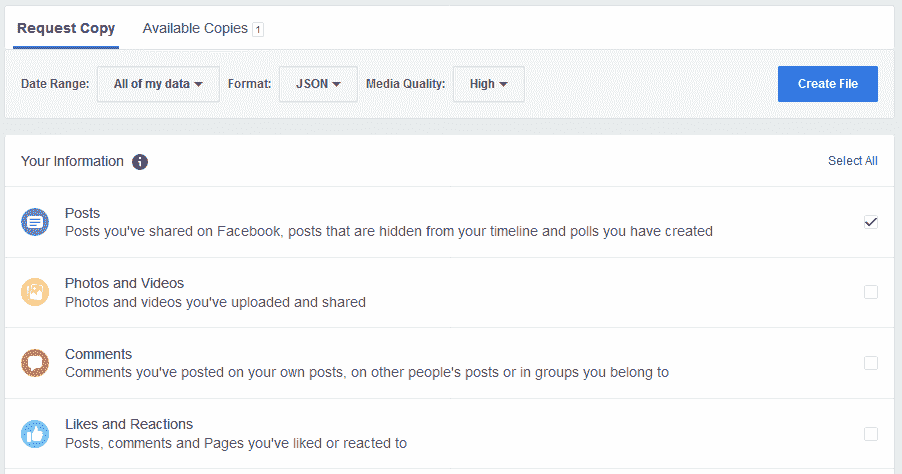 Request Copy Available Copies 1
Date Range: All of my data Format: JSON Media Quality: High Create File
Your Information Select All
Posts
Posts you've shared on Facebook, posts that are hidden from your timeline and polls you have created
Photos and Videos
Photos and videos you've uploaded and shared
Comments
Comments you've posted on your own posts, on other people's posts or in groups you belong to
Likes and Reactions
Posts, comments and Pages you've liked or reacted to